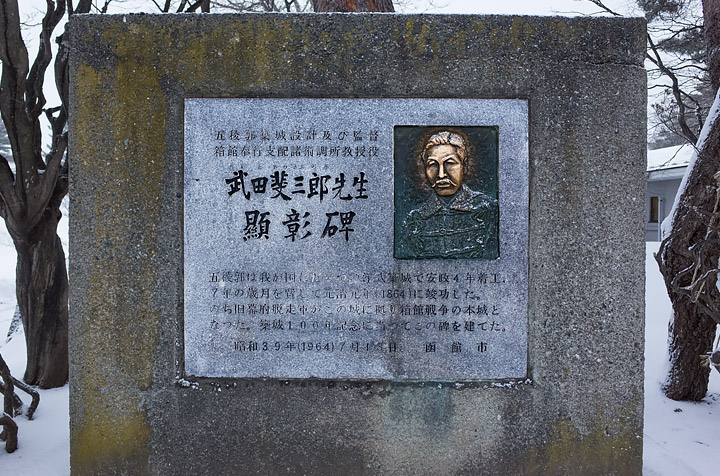 五稜郭築城設計及び監督
箱館奉行支配諸術調所教授役
武田斐三郎先生
顯彰碑
五稜郭は我が国 築城で安政4年着工、
7年の歳月を費して元治元年(1864)に竣功した。
のち旧幕府脱走軍がこの城に拠り箱館戦争の本城と
なった。築城100年記念に当ってこの碑を建てた。
昭和39年(1964)7月 日 函館市